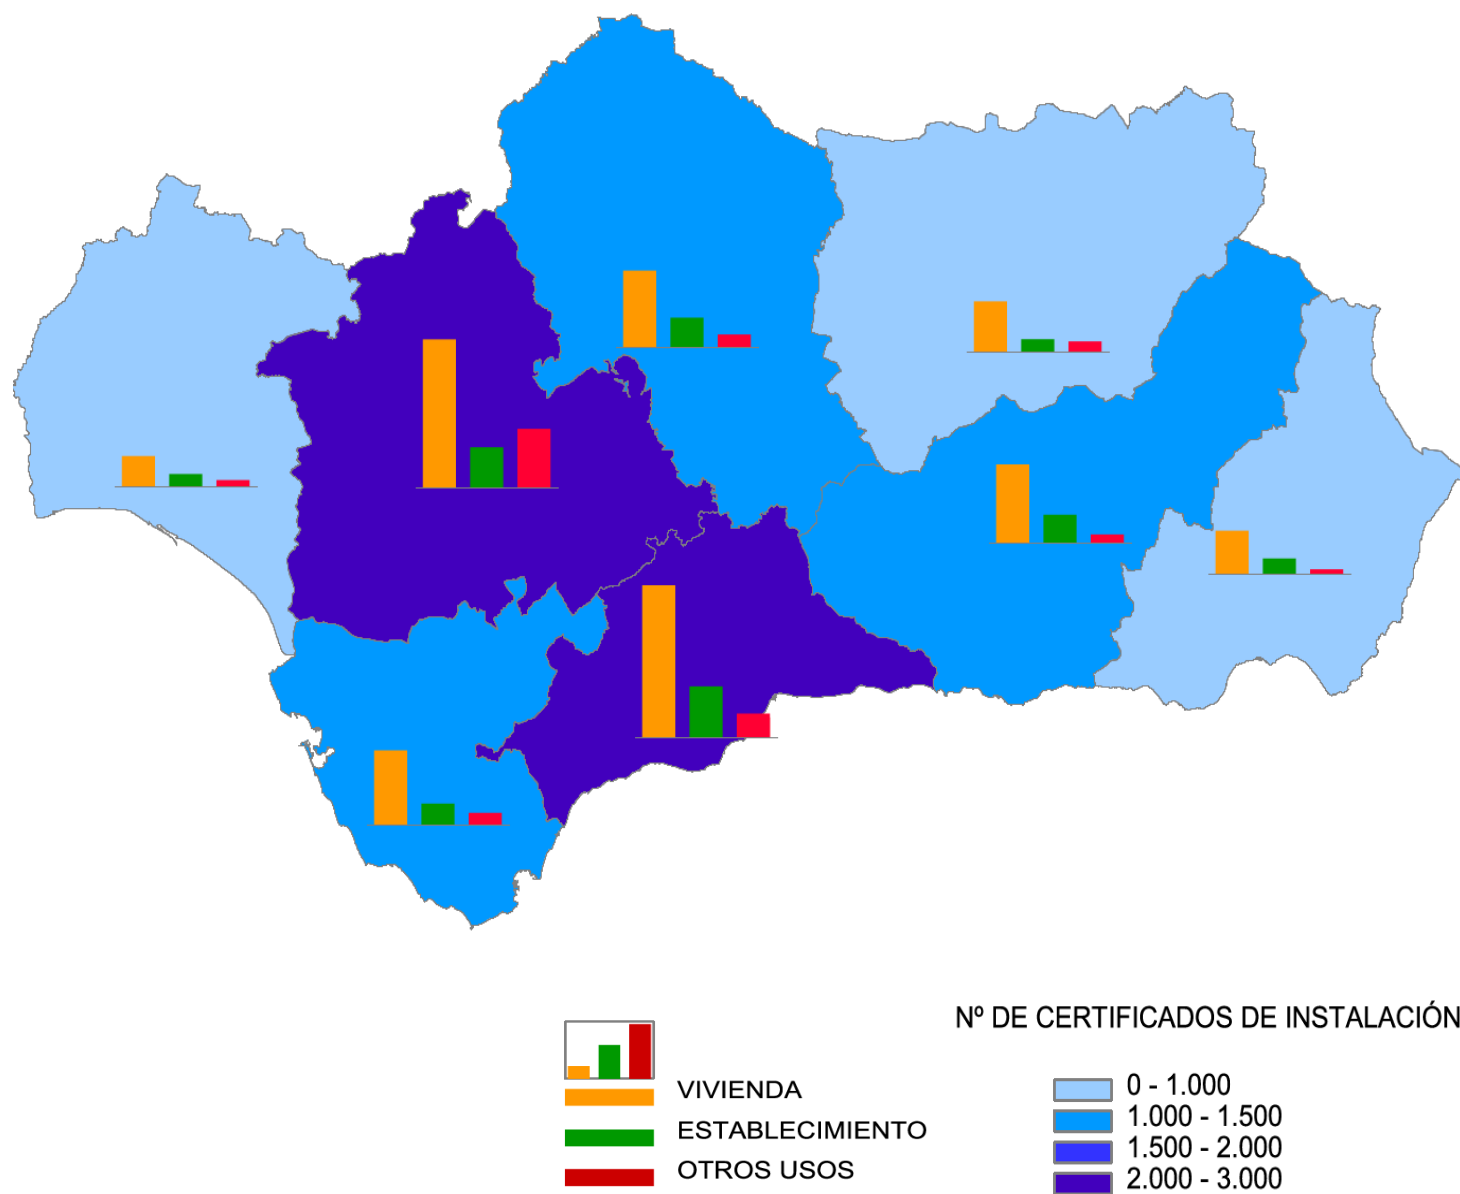 Nº DE CERTIFICADOS DE INSTALACIÓN
VIVIENDA
ESTABLECIMIENTO
OTROS USOS
0 - 1.000
1.000 - 1.500
1.500 - 2.000
2.000 - 3.000